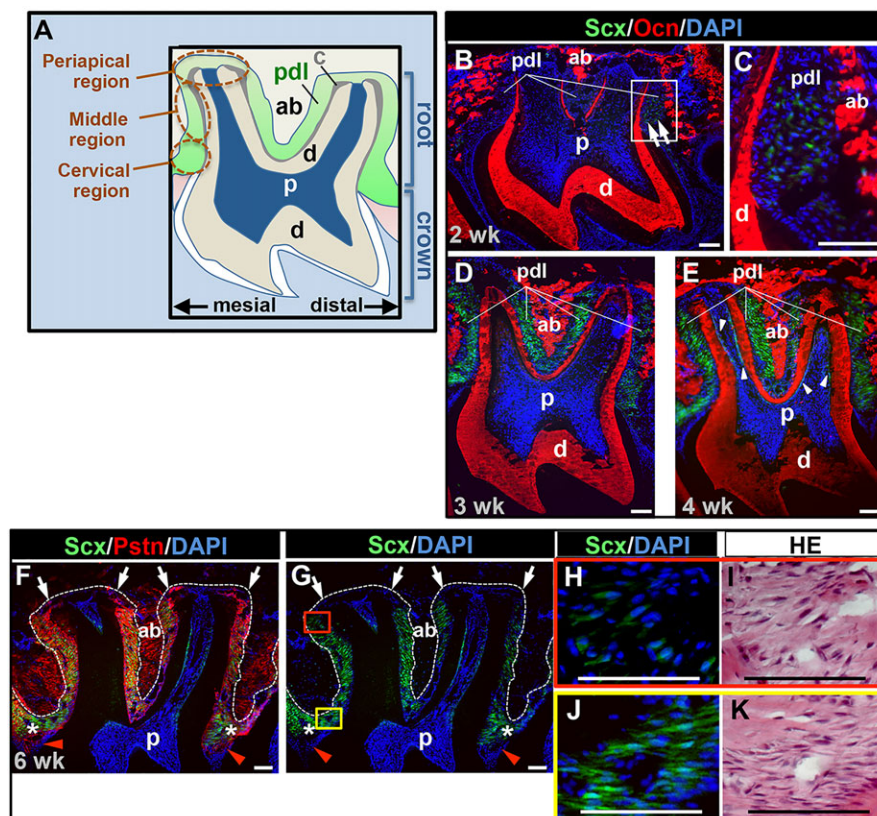 A
Periapical
region
Middle
region
Cervical
region
c
pdl
ab
d
p
d
root
crown
mesial
distal
Scx/Ocn/DAPI
B
pdl
ab
p
d
2 wk
C
pdl
ab
d
D
pdl
ab
p
d
3 wk
E
pdl
ab
p
d
4 wk
Scx/Pstn/DAPI
F
ab
*
*
p
6 wk
Scx/DAPI
G
ab
*
*
p
Scx/DAPI
H
HE
I
J
K